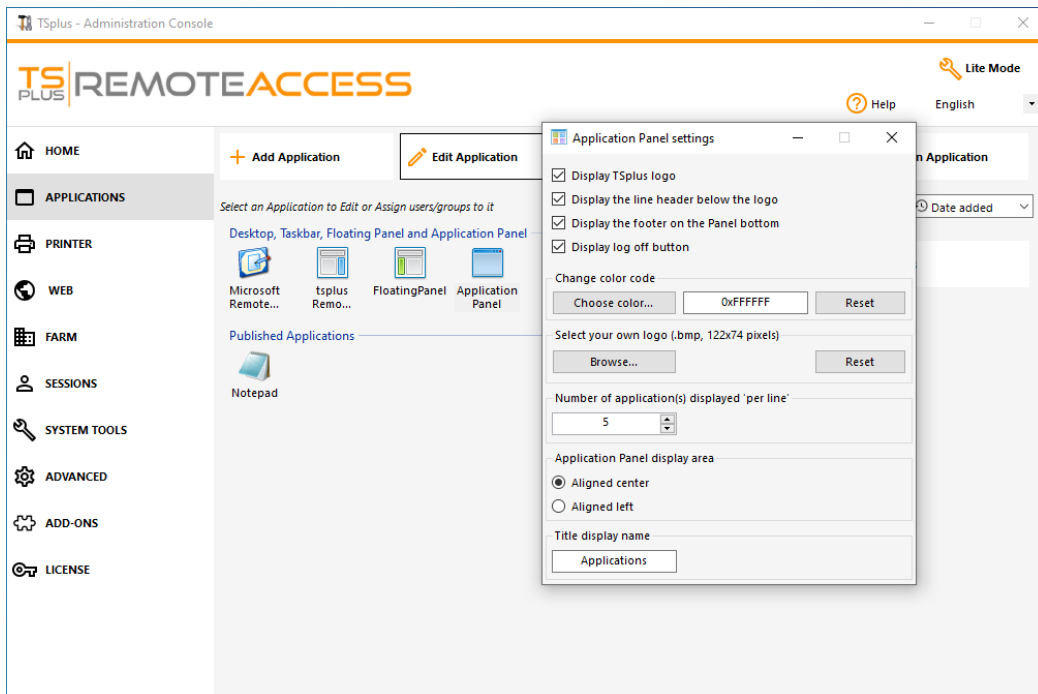 TSplus - Administration Console
TS PLUS REMOTEACCESS
Lite Mode
Help
English
HOME
APPLICATIONS
PRINTER
WEB
FARM
SESSIONS
SYSTEM TOOLS
ADVANCED
ADD-ONS
LICENSE
Add Application
Edit Application
n Application
Select an Application to Edit or Assign users/groups to it
Date added
Desktop, Taskbar, Floating Panel and Application Panel
Microsoft Remote...
tsplus Remo...
FloatingPanel
Application Panel
Published Applications
Notepad
Application Panel settings
Display TSplus logo
Display the line header below the logo
Display the footer on the Panel bottom
Display log off button
Change color code
Choose color...
0xFFFFFF
Reset
Select your own logo (.bmp, 122x74 pixels)
Browse...
Reset
Number of application(s) displayed 'per line'
5
Application Panel display area
Aligned center
Aligned left
Title display name
Applications